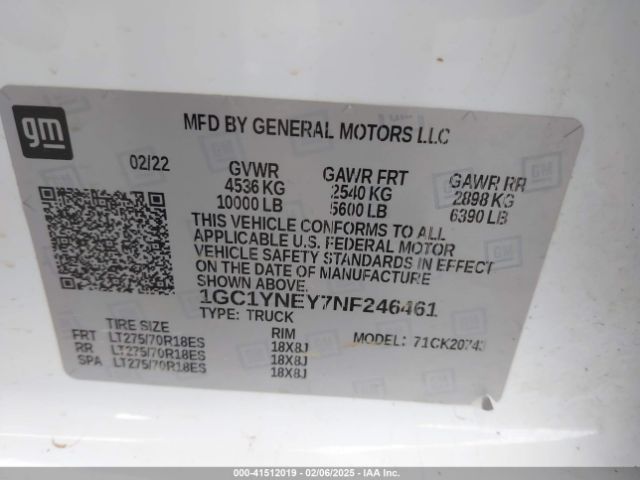 gm
MFD BY GENERAL MOTORS LLC
02/22 GVWR GAWR FRT GAWR RR
4536 KG 2540 KG 2898 KG
10000 LB 5600 LB 6390 LB
THIS VEHICLE CONFORMS TO ALL
APPLICABLE U.S. FEDERAL MOTOR
VEHICLE SAFETY STANDARDS IN EFFECT
ON THE DATE OF MANUFACTURE
SHOWN ABOVE.
1GC1YNEY7NF246461
TYPE: TRUCK
TIRE SIZE RIM MODEL: 71CK20743
FRT LT275/70R18ES 18X8J
RR LT275/70R18ES 18X8J
SPA LT275/70R18ES 18X8J
000-41512019 - 02/06/2025 - IAAI.com